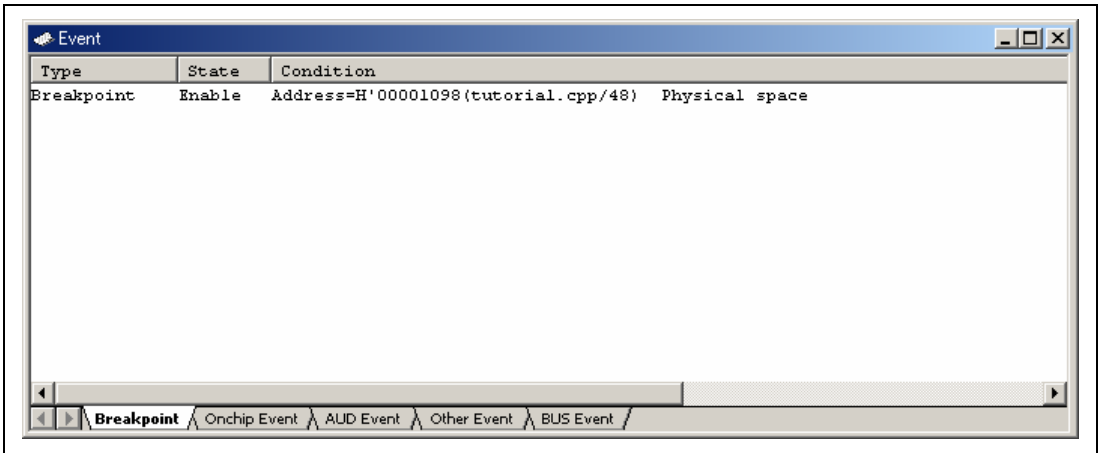 Event
Type State Condition
Breakpoint Enable Address=H'00001098(tutorial.cpp/48) Physical space
Breakpoint Onchip Event AUD Event Other Event BUS Event